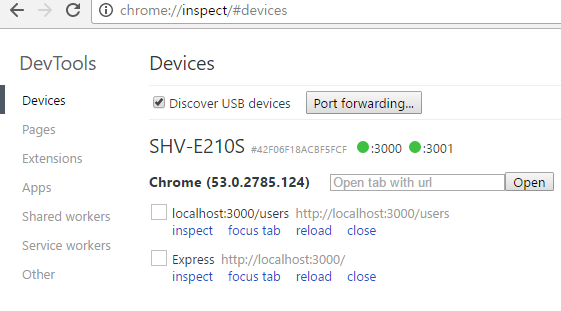 chrome://inspect/#devices
DevTools
Devices
Pages
Extensions
Apps
Shared workers
Service workers
Other
Devices
Discover USB devices Port forwarding...
SHV-E210S #42F06F18ACBF5FCF :3000 :3001
Chrome (53.0.2785.124) Open tab with url Open
localhost:3000/users http://localhost:3000/users
inspect focus tab reload close
Express http://localhost:3000/
inspect focus tab reload close